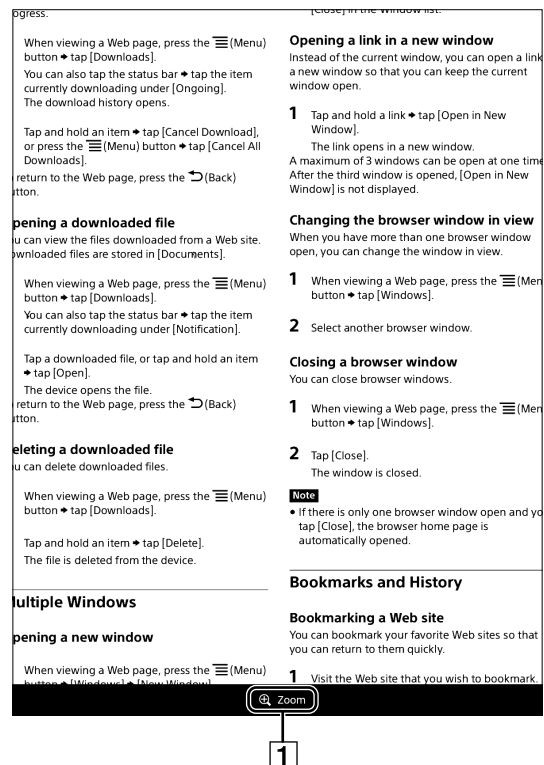 ogress.
When viewing a Web page, press the (Menu)
button ➔ tap [Downloads].
You can also tap the status bar ➔ tap the item
currently downloading under [Ongoing].
The download history opens.
Tap and hold an item ➔ tap [Cancel Download],
or press the (Menu) button ➔ tap [Cancel All
Downloads].
return to the Web page, press the (Back)
utton.
pening a downloaded file
u can view the files downloaded from a Web site.
ownloaded files are stored in [Documents].
When viewing a Web page, press the (Menu)
button ➔ tap [Downloads].
You can also tap the status bar ➔ tap the item
currently downloading under [Notification].
Tap a downloaded file, or tap and hold an item
➔ tap [Open].
The device opens the file.
return to the Web page, press the (Back)
utton.
eleting a downloaded file
u can delete downloaded files.
When viewing a Web page, press the (Menu)
button ➔ tap [Downloads].
Tap and hold an item ➔ tap [Delete].
The file is deleted from the device.
Multiple Windows
pening a new window
When viewing a Web page, press the (Menu)
button ➔ [Windows] ➔ [New Window]
[Close] in the Window list.
Opening a link in a new window
Instead of the current window, you can open a link
a new window so that you can keep the current
window open.
1 Tap and hold a link ➔ tap [Open in New
Window].
The link opens in a new window.
A maximum of 3 windows can be open at one time
After the third window is opened, [Open in New
Window] is not displayed.
Changing the browser window in view
When you have more than one browser window
open, you can change the window in view.
1 When viewing a Web page, press the (Men
button ➔ tap [Windows].
2 Select another browser window.
Closing a browser window
You can close browser windows.
1 When viewing a Web page, press the (Men
button ➔ tap [Windows].
2 Tap [Close].
The window is closed.
Note
• If there is only one browser window open and yo
tap [Close], the browser home page is
automatically opened.
Bookmarks and History
Bookmarking a Web site
You can bookmark your favorite Web sites so that
you can return to them quickly.
1 Visit the Web site that you wish to bookmark.
Zoom
1